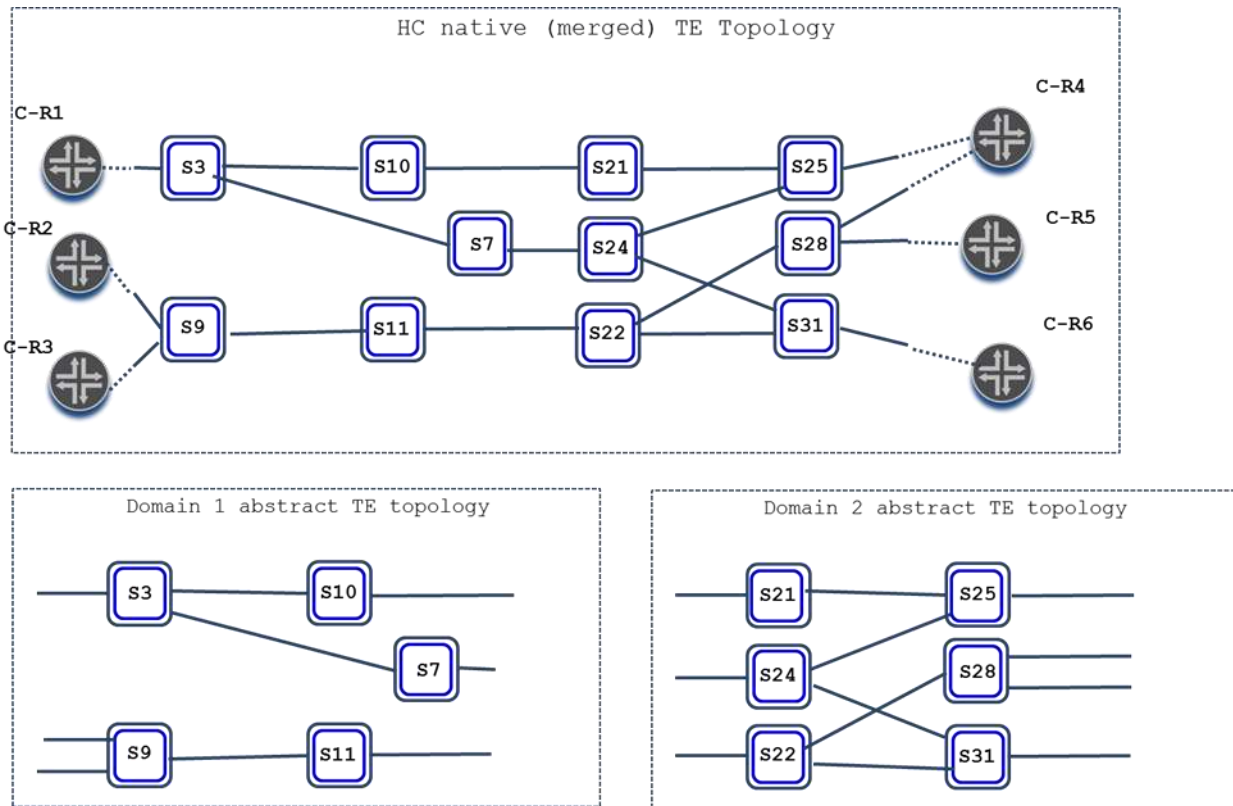 HC native (merged) TE Topology
C-R4
C-R1
S3
S10
S21
S25
C-R5
C-R2
S7
S24
S28
S9
S11
S22
S31
C-R6
C-R3
Domain 1 abstract TE topology
S3
S10
S7
S9
S11
Domain 2 abstract TE topology
S21
S25
S24
S28
S22
S31